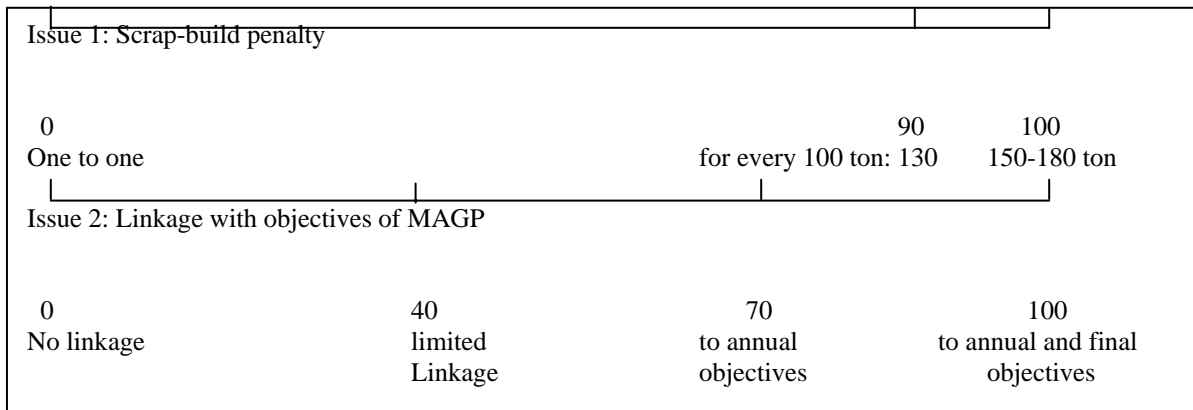 Issue 1: Scrap-build penalty
0 90 100
One to one for every 100 ton: 130 150-180 ton
Issue 2: Linkage with objectives of MAGP
0 40 70 100
No linkage limited to annual to annual and final
Linkage objectives objectives